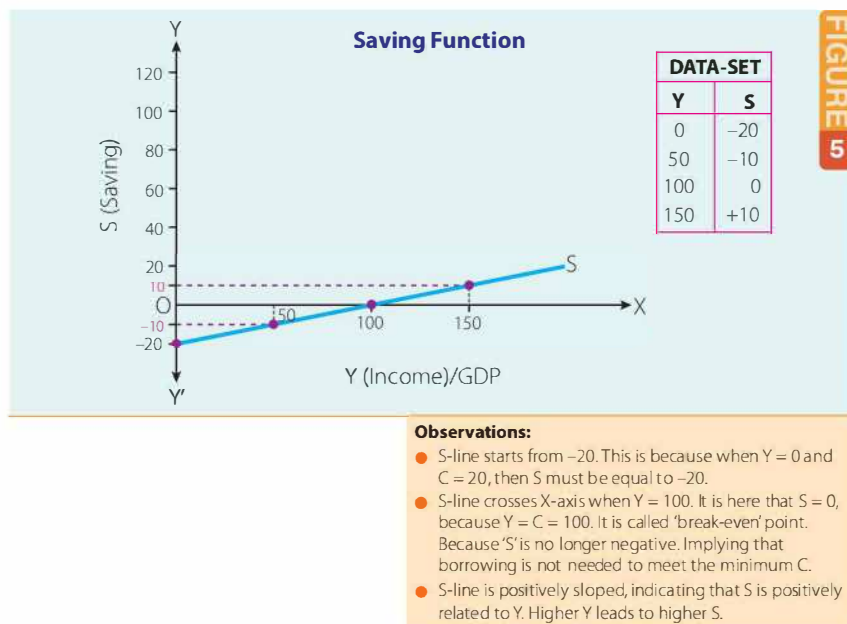 Saving Function
FIGURE
5
Y
120
100
80
60
40
20
10
O
–10
–20
Y'
S (Saving)
50
100
150
S
X
Y (Income)/GDP
DATA-SET
Y S
0 –20
50 –10
100 0
150 +10
Observations:
● S-line starts from –20. This is because when Y = 0 and
C = 20, then S must be equal to –20.
● S-line crosses X-axis when Y = 100. It is here that S = 0,
because Y = C = 100. It is called 'break-even' point.
Because 'S' is no longer negative. Implying that
borrowing is not needed to meet the minimum C.
● S-line is positively sloped, indicating that S is positively
related to Y. Higher Y leads to higher S.